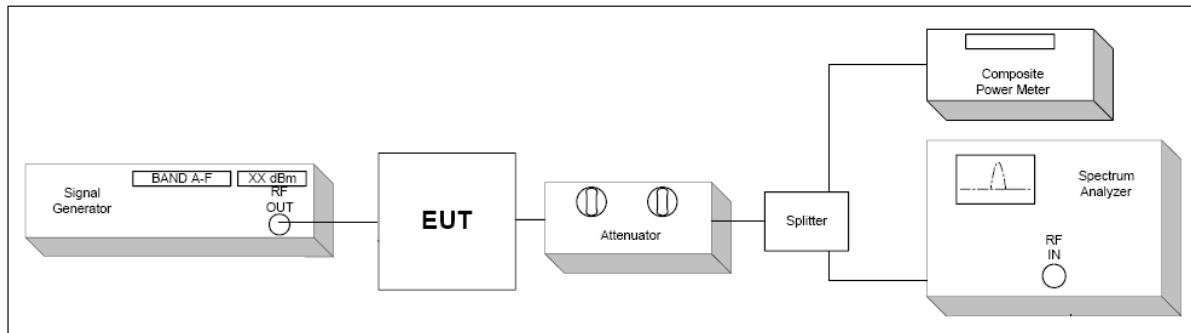 Signal
Generator
BAND A-F
XX dBm
RF
OUT
EUT
Attenuator
Splitter
Composite
Power Meter
Spectrum
Analyzer
RF
IN